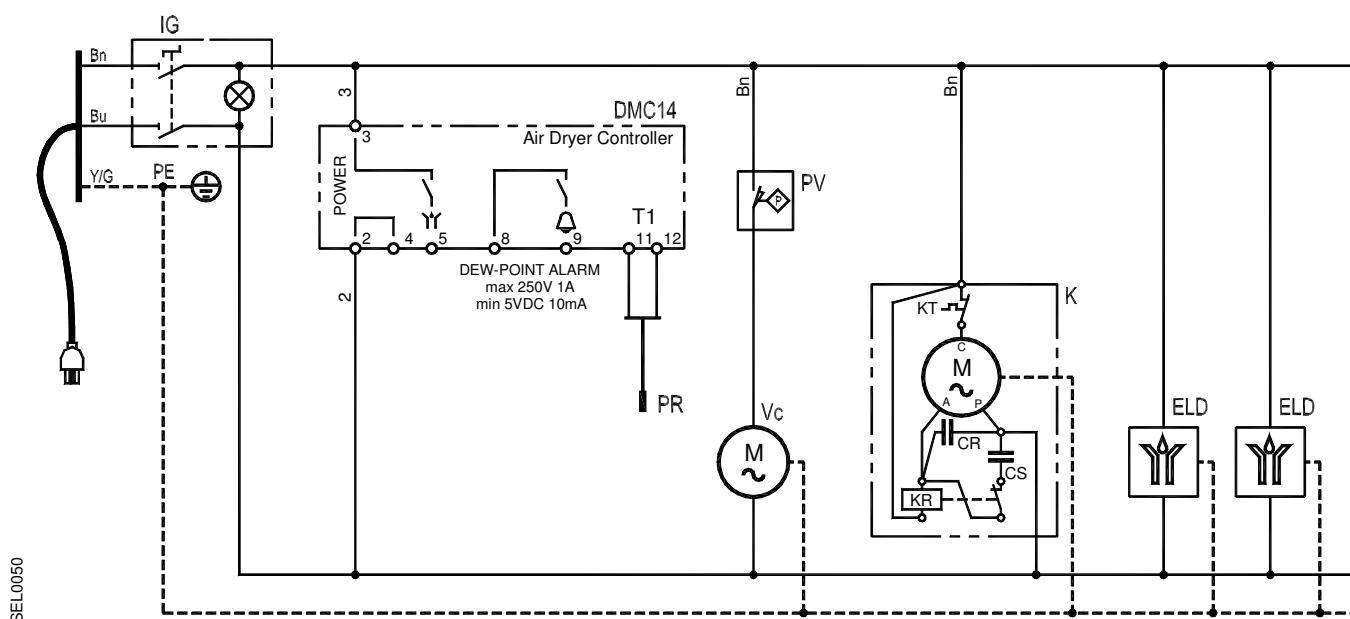 IG
Bn
Bu
Y/G
PE
3
DMC14
3
Air Dryer Controller
POWER
T1
2
4
5
8
9
11
12
DEW-POINT ALARM
max 250V 1A
min 5VDC 10mA
2
PR
Bn
PV
P
Vc
M
Bn
K
KT
C
M
A
P
CR
CS
KR
ELD
ELD
SEL0050